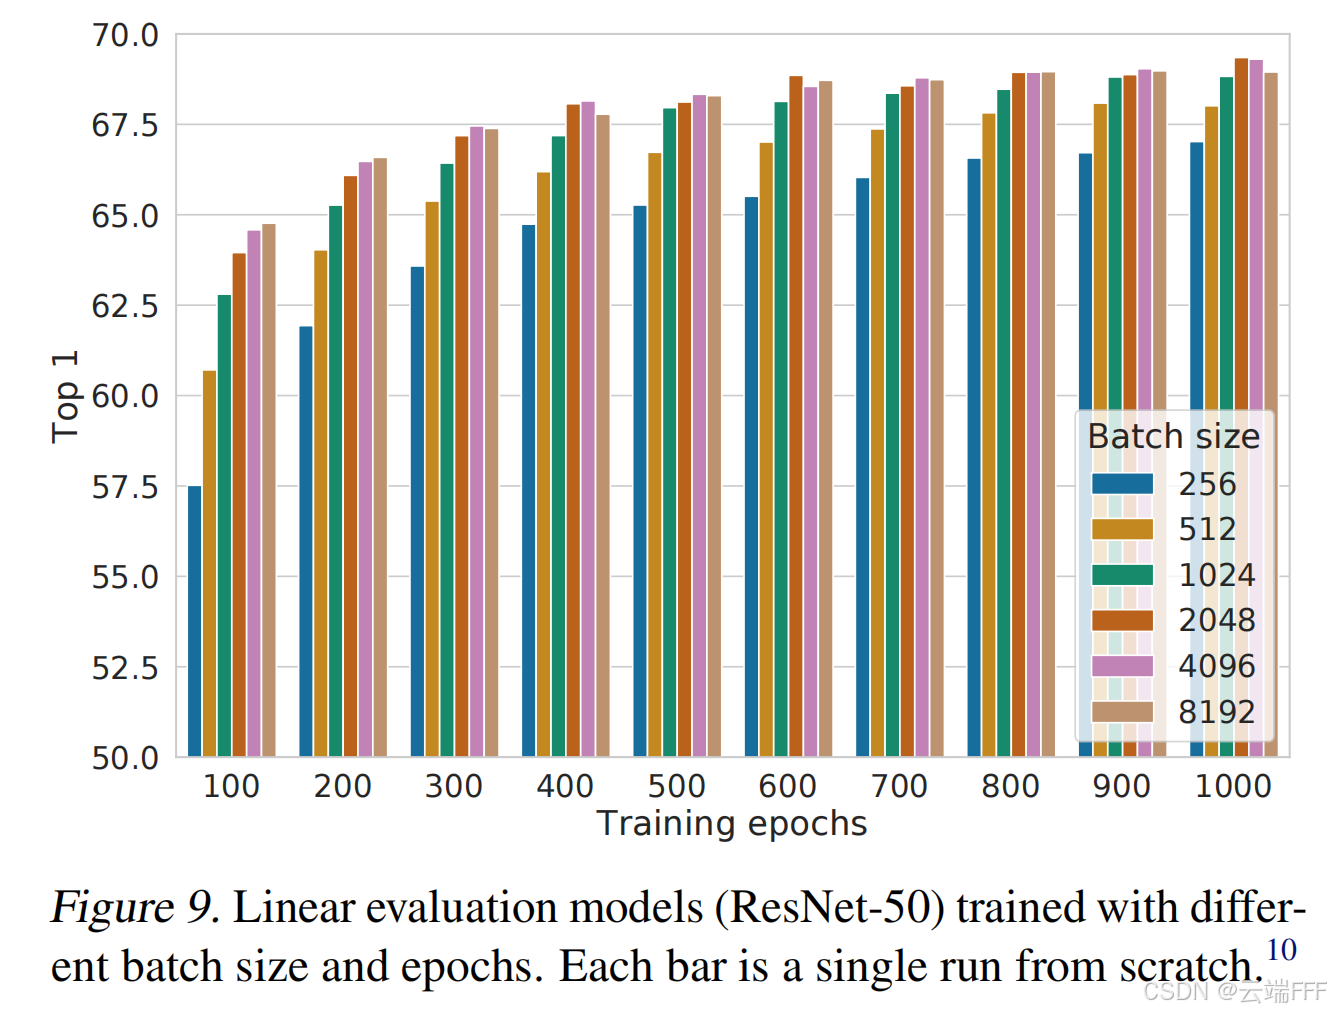 70.0
67.5
65.0
62.5
60.0
57.5
55.0
52.5
50.0
Top 1
Batch size
256
512
1024
2048
4096
8192
100 200 300 400 500 600 700 800 900 1000
Training epochs
Figure 9. Linear evaluation models (ResNet-50) trained with differ-
ent batch size and epochs. Each bar is a single run from scratch.10
CSDN @云端FFF